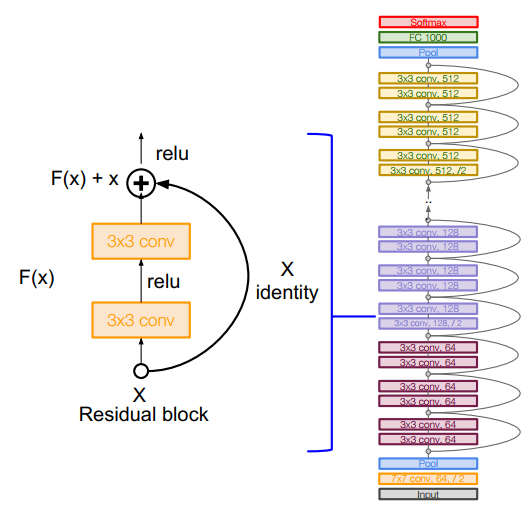 relu
F(x) + x
3x3 conv
F(x)
relu
3x3 conv
X
Residual block
X
identity
Softmax
FC 1000
Pool
3x3 conv, 512
3x3 conv, 512
3x3 conv, 512
3x3 conv, 512
3x3 conv, 512
3x3 conv, 512, /2
..
3x3 conv, 128
3x3 conv, 128
3x3 conv, 128
3x3 conv, 128
3x3 conv, 128
3x3 conv, 128, / 2
3x3 conv, 64
3x3 conv, 64
3x3 conv, 64
3x3 conv, 64
3x3 conv, 64
3x3 conv, 64
Pool
7x7 conv, 64, / 2
Input